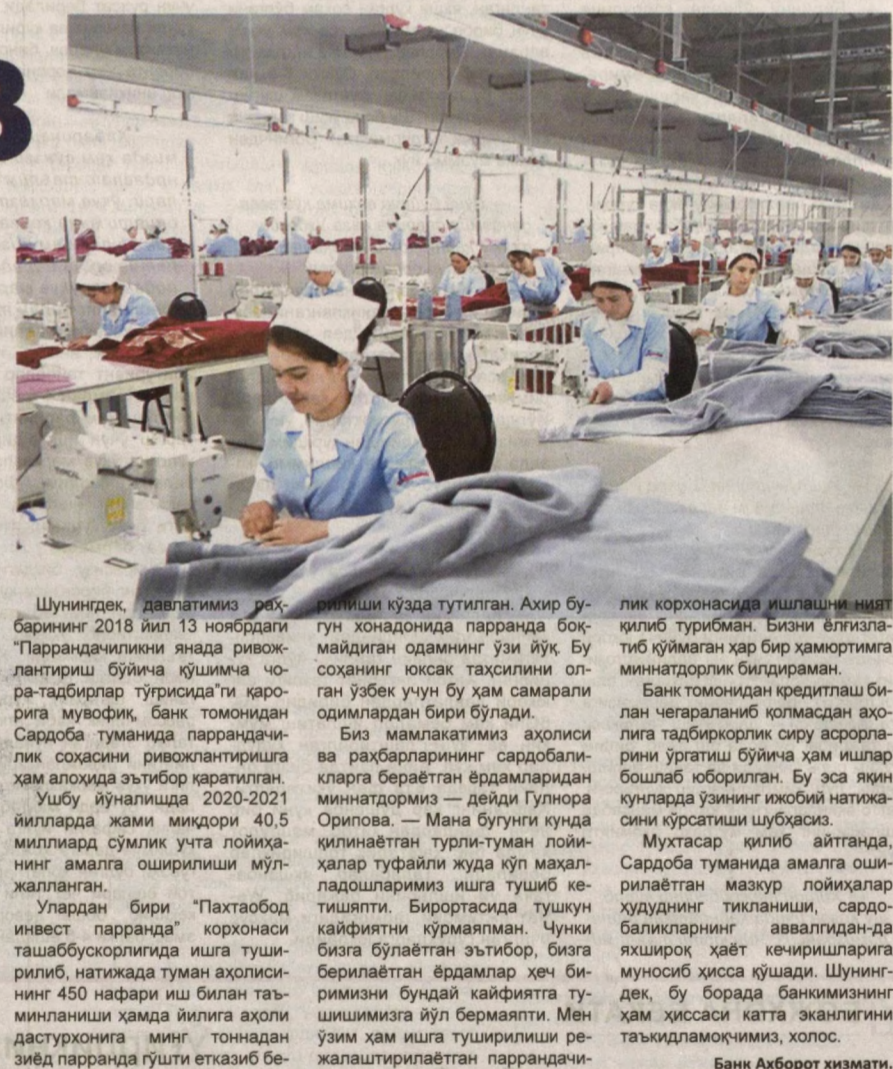 3
Шунингдек, давлатимиз раҳ-
барининг 2018 йил 13 ноябрдаги
“Паррандачиликни янада ривож-
лантириш бўйича қўшимча чо-
ра-тадбирлар тўғрисида”ги қаро-
рига мувофиқ, банк томонидан
Сардоба туманида паррандачи-
лик соҳасини ривожлантиришга
ҳам алоҳида эътибор қаратилган.
Ушбу йўналишда 2020-2021
йилларда жами миқдори 40,5
миллиард сўмлик учта лойиҳа-
нинг амалга оширилиши мўл-
жалланган.
Улардан бири “Пахтаобод
инвест парранда” корхонаси
ташаббускорлигида ишга туши-
рилиб, натижада туман аҳолиси-
нинг 450 нафари иш билан таъ-
минланиши ҳамда йилига аҳоли
дастурхонига минг тоннадан
зиёд парранда гўшти етказиб бе-
рилиши кўзда тутилган. Ахир бу-
гун хонадонида парранда боқ-
майдиган одамнинг ўзи йўқ. Бу
соҳанинг юксак таҳсилини ол-
ган ўзбек учун бу ҳам самарали
одимлардан бири бўлади.
Биз мамлакатимиз аҳолиси
ва раҳбарларининг сардобали-
кларга бераётган ёрдамларидан
миннатдормиз — дейди Гулнора
Орипова. — Мана бугунги кунда
қилинаётган турли-туман лойи-
ҳалар туфайли жуда кўп маҳал-
ладошларимиз ишга тушиб ке-
тишяпти. Бирортасида тушкун
кайфиятни кўрмаяпман. Чунки
бизга бўлаётган эътибор, бизга
берилаётган ёрдамлар ҳеч би-
римизни бундай кайфиятга ту-
шишимизга йўл бермаяпти. Мен
ўзим ҳам ишга туширилиши ре-
жалаштирилаётган паррандачи-
лик корхонасида ишлашни ният
қилиб турибман. Бизни ёлғизла-
тиб қўймаган ҳар бир ҳамюртимга
миннатдорлик билдираман.
Банк томонидан кредитлаш би-
лан чегараланиб қолмасдан аҳо-
лига тадбиркорлик сиру асрорла-
рини ўргатиш бўйича ҳам ишлар
бошлаб юборилган. Бу эса яқин
кунларда ўзининг ижобий натижа-
сини кўрсатиши шубҳасиз.
Мухтасар қилиб айтганда,
Сардоба туманида амалга оши-
рилаётган мазкур лойиҳалар
ҳудуднинг тикланиши, сардо-
баликларнинг аввалгидан-да
яхшироқ ҳаёт кечиришларига
муносиб ҳисса қўшади. Шунинг-
дек, бу борада банкимизнинг
ҳам ҳиссаси катта эканлигини
таъкидламоқчимиз, холос.
Банк Ахборот хизмати.